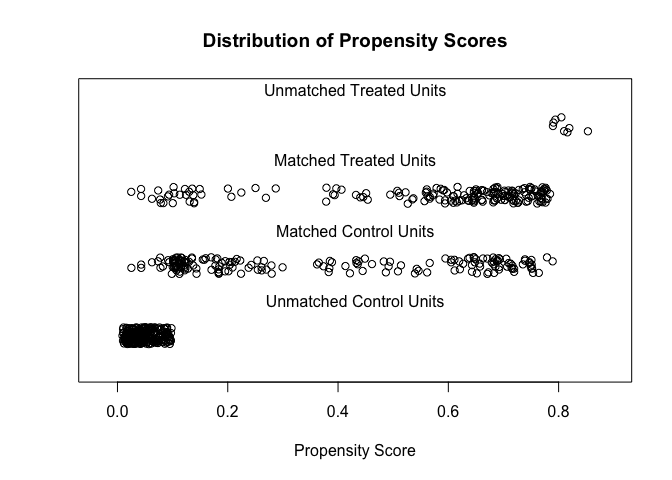 Distribution of Propensity Scores
Unmatched Treated Units
Matched Treated Units
Matched Control Units
Unmatched Control Units
0.0 0.2 0.4 0.6 0.8
Propensity Score